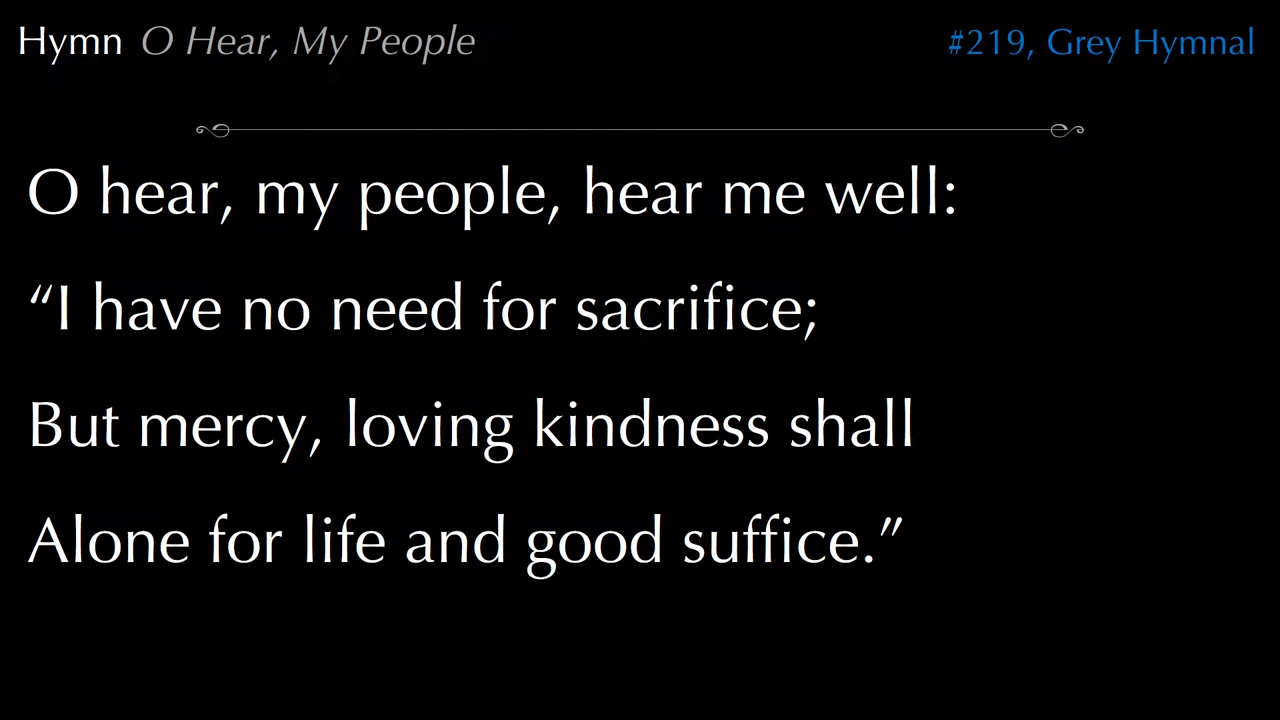 Hymn O Hear, My People #219, Grey Hymnal
O hear, my people, hear me well:
“I have no need for sacrifice;
But mercy, loving kindness shall
Alone for life and good suffice.”